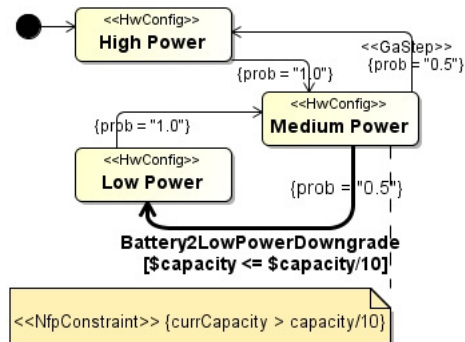 <<HwConfig>>
High Power
<<GaStep>>
{prob = "1.0"}
{prob = "0.5"}
<<HwConfig>>
Medium Power
{prob = "1.0"}
<<HwConfig>>
Low Power
{prob = "0.5"}
Battery2LowPowerDowngrade
[$capacity <= $capacity/10]
<<NfpConstraint>> {currCapacity > capacity/10}